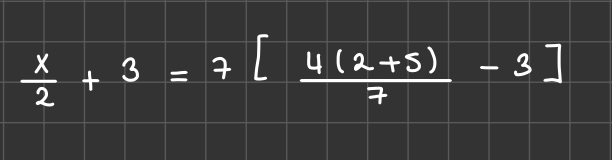 x/2 + 3 = 7 [ 4(2+5)/7 - 3 ]